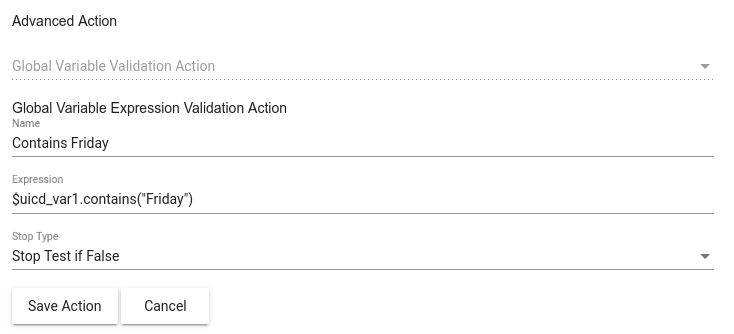 Advanced Action
Global Variable Validation Action
Global Variable Expression Validation Action
Name
Contains Friday
Expression
$uicd_var1.contains("Friday")
Stop Type
Stop Test if False
Save Action Cancel